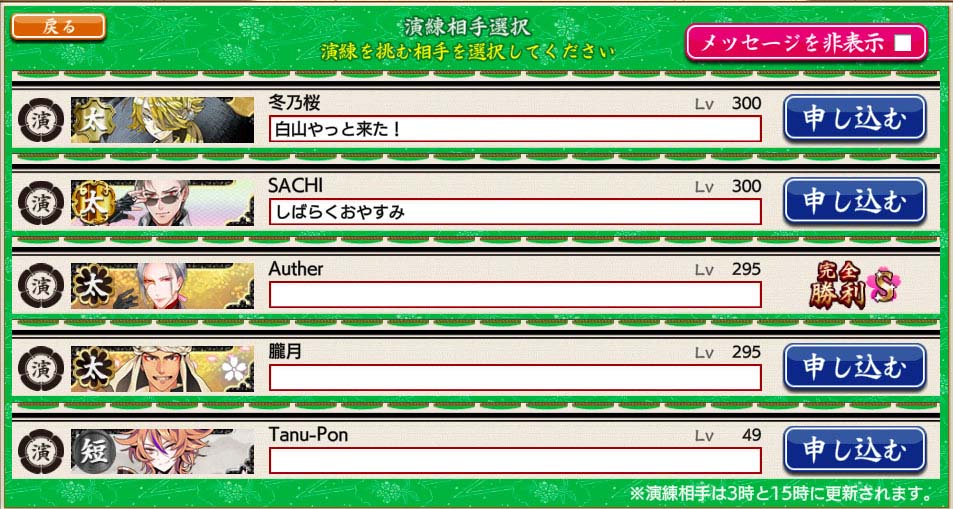 戻る
演練相手選択
演練を挑む相手を選択してください
メッセージを非表示
演
太
冬乃桜
Lv 300
白山やっと来た！
申し込む
演
太
SACHI
Lv 300
しばらくおやすみ
申し込む
演
太
Auther
Lv 295
完全
勝利 S
演
太
朧月
Lv 295
申し込む
演
短
Tanu-Pon
Lv 49
申し込む
※演練相手は3時と15時に更新されます。